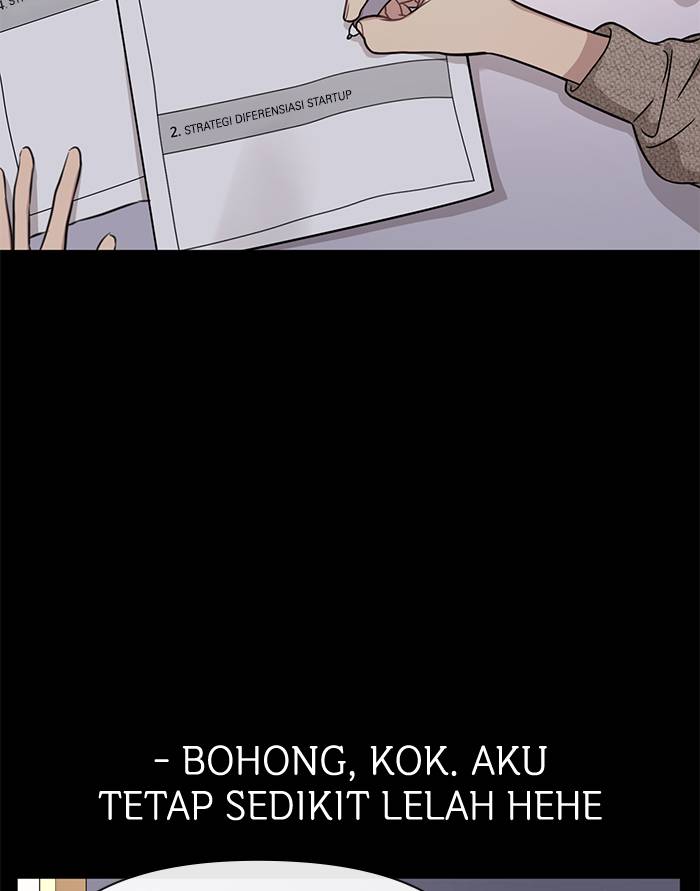 2. STRATEGI DIFERENSIASI STARTUP
- BOHONG, KOK. AKU
TETAP SEDIKIT LELAH HEHE